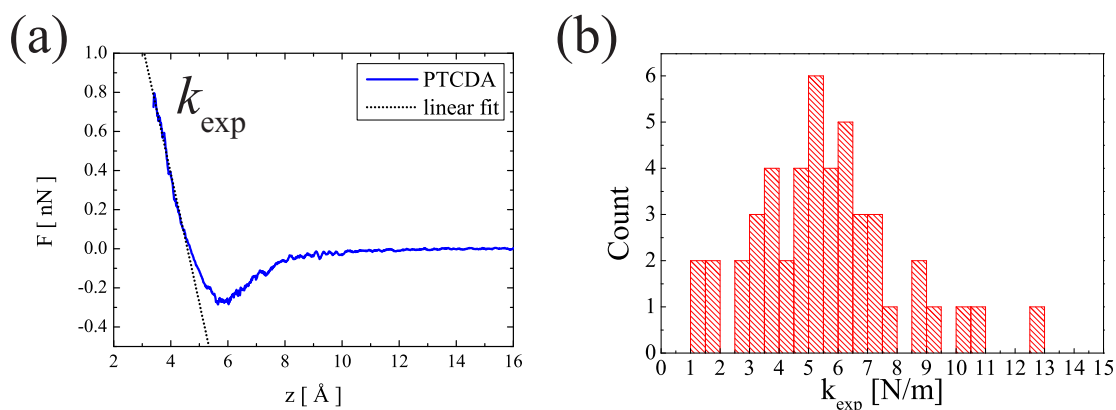 (a)
1.0
0.8
0.6
0.4
0.2
0.0
-0.2
-0.4
F [ nN ]
PTCDA
linear fit
k exp
2 4 6 8 10 12 14 16
z [ Å ]
(b)
6
5
4
3
2
1
0
Count
0 1 2 3 4 5 6 7 8 9 10 11 12 13 14 15
k exp [N/m]